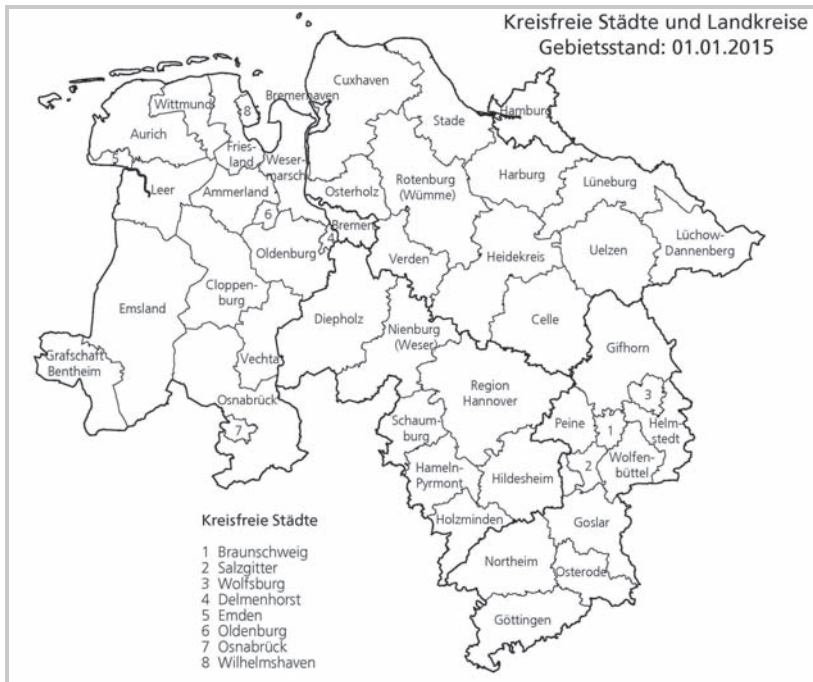 Kreisfreie Städte und Landkreise
Gebietsstand: 01.01.2015
Cuxhaven
Bremerhaven
Hamburg
Wittmund
8
Stade
Aurich
Fries-
land
Weser-
marsch
5
Leer
Ammerland
Osterholz
Rotenburg
(Wümme)
Harburg
Lüneburg
6
Bremen
4
Oldenburg
Verden
Heidekreis
Uelzen
Lüchow-
Dannenberg
Cloppen-
burg
Emsland
Diepholz
Nienburg
(Weser)
Celle
Gifhorn
Grafschaft
Bentheim
Vechta
Region
Hannover
Osnabrück
3
7
Schaum-
burg
Peine
1
Helm-
stedt
Hameln-
Pyrmont
Hildesheim
2
Wolfen-
büttel
Holzminden
Goslar
Northeim
Osterode
Göttingen
Kreisfreie Städte
1 Braunschweig
2 Salzgitter
3 Wolfsburg
4 Delmenhorst
5 Emden
6 Oldenburg
7 Osnabrück
8 Wilhelmshaven